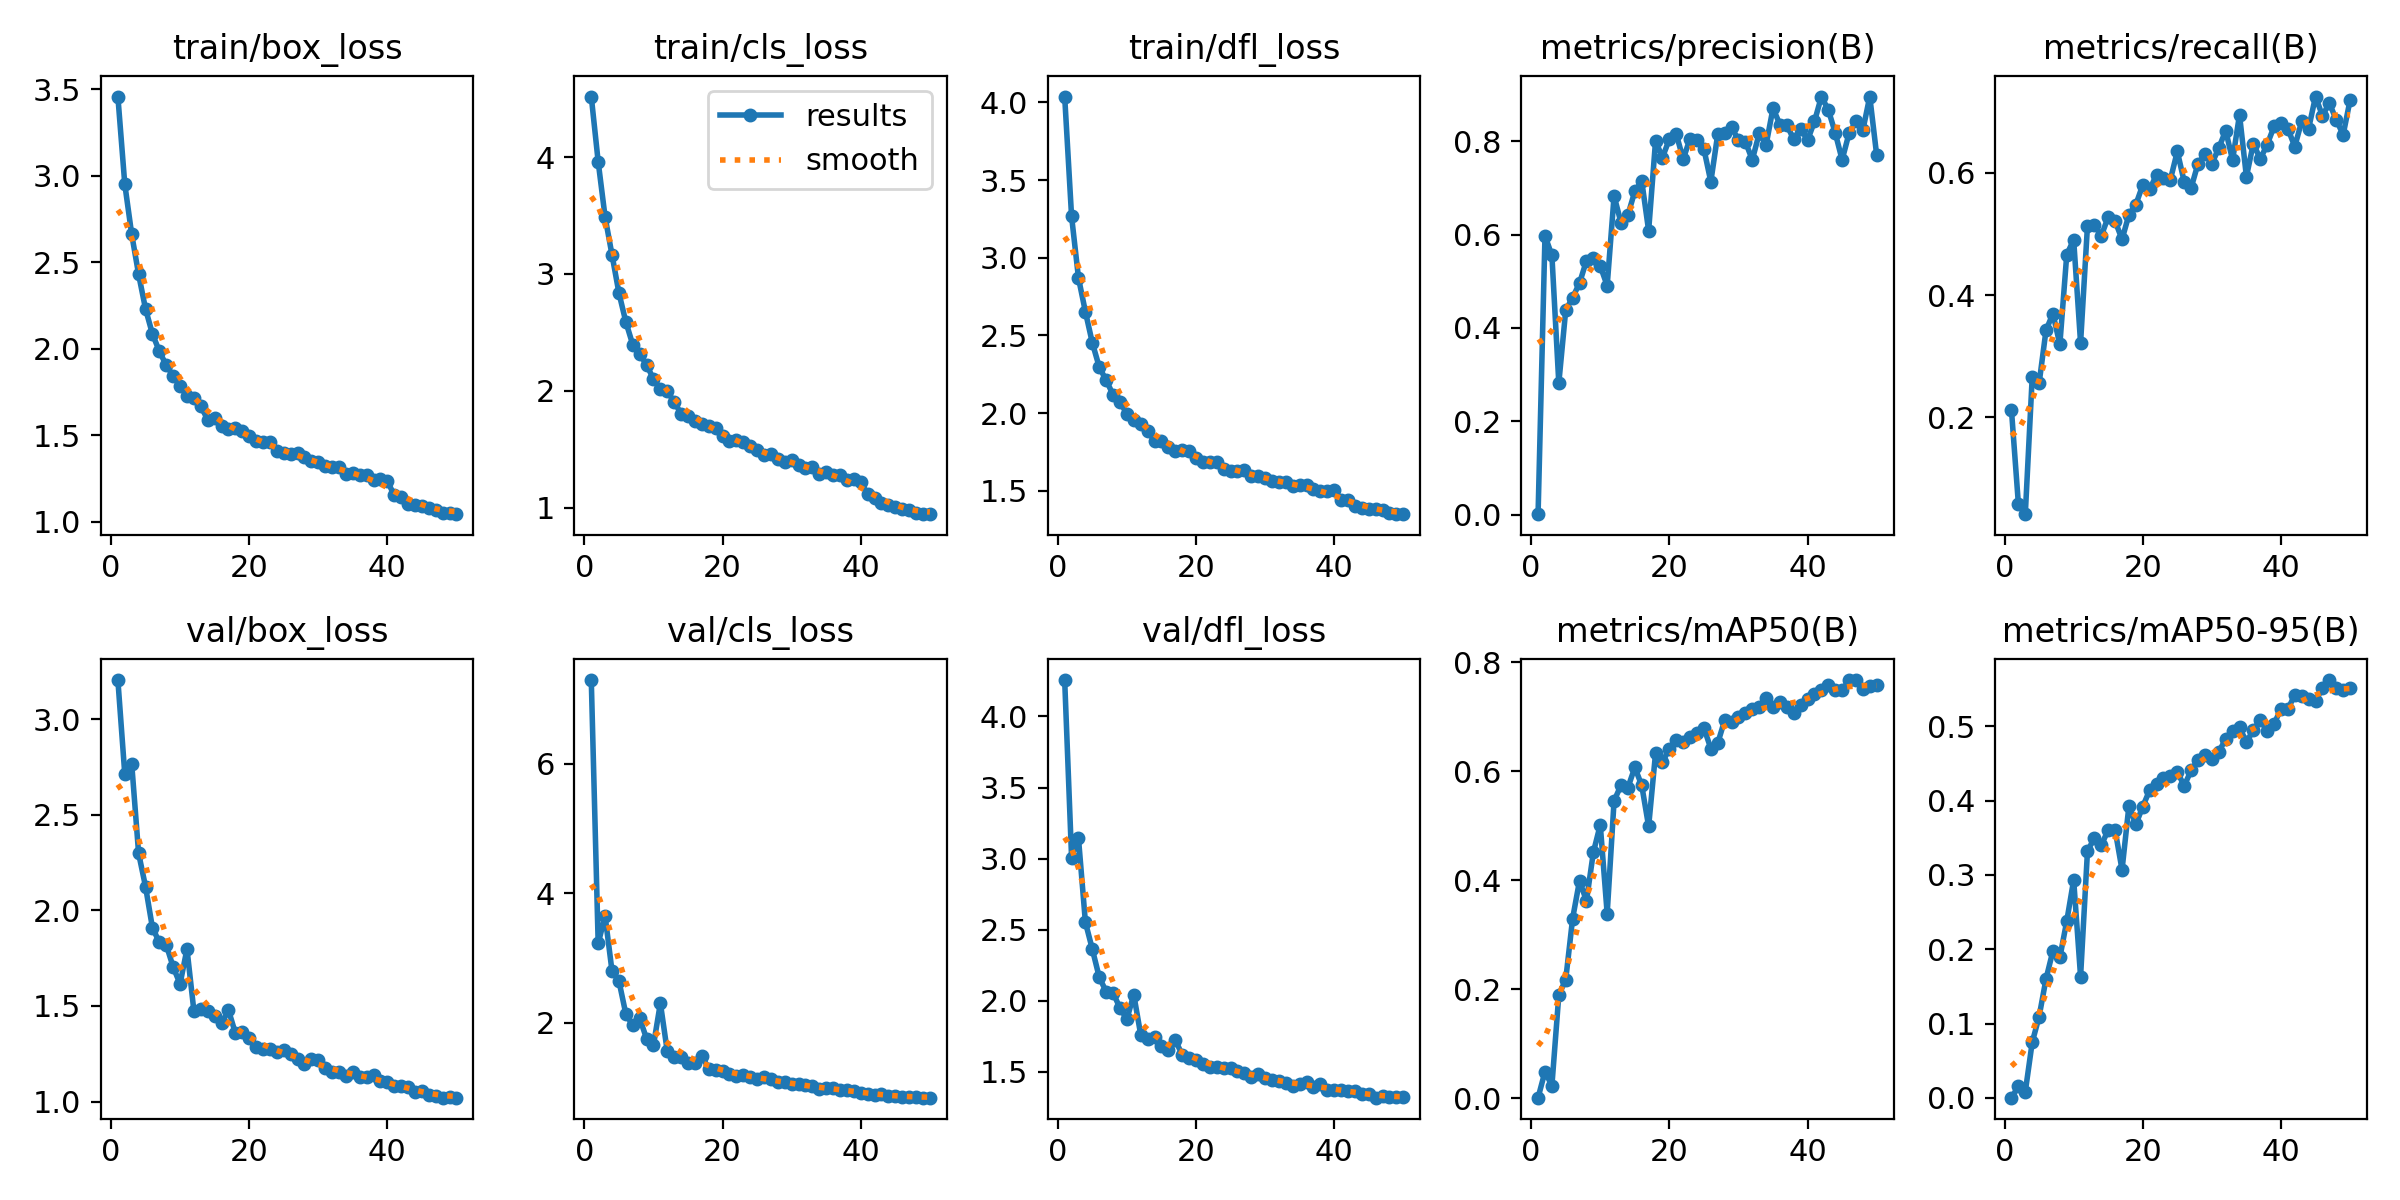 train/box_loss
train/cls_loss
train/dfl_loss
metrics/precision(B)
metrics/recall(B)
3.5
3.0
2.5
2.0
1.5
1.0
0 20 40
results
smooth
4
3
2
1
0 20 40
4.0
3.5
3.0
2.5
2.0
1.5
0 20 40
0.8
0.6
0.4
0.2
0.0
0 20 40
0.6
0.4
0.2
0 20 40
val/box_loss
val/cls_loss
val/dfl_loss
metrics/mAP50(B)
metrics/mAP50-95(B)
3.0
2.5
2.0
1.5
1.0
0 20 40
6
4
2
0 20 40
4.0
3.5
3.0
2.5
2.0
1.5
0 20 40
0.8
0.6
0.4
0.2
0.0
0 20 40
0.5
0.4
0.3
0.2
0.1
0.0
0 20 40